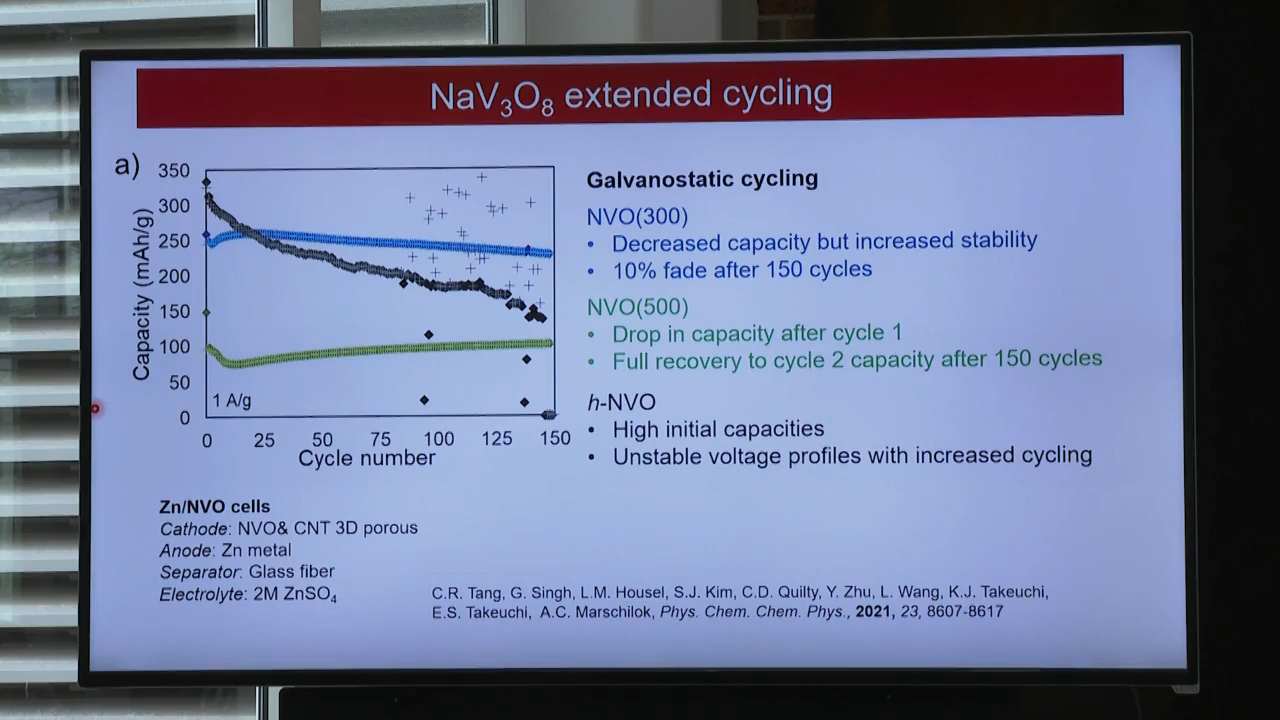 NaV₃O₈ extended cycling
a)
350
300
250
200
150
100
50
0
Capacity (mAh/g)
1 A/g
0 25 50 75 100 125 150
Cycle number
Galvanostatic cycling
NVO(300)
• Decreased capacity but increased stability
• 10% fade after 150 cycles
NVO(500)
• Drop in capacity after cycle 1
• Full recovery to cycle 2 capacity after 150 cycles
h-NVO
• High initial capacities
• Unstable voltage profiles with increased cycling
Zn/NVO cells
Cathode: NVO& CNT 3D porous
Anode: Zn metal
Separator: Glass fiber
Electrolyte: 2M ZnSO₄
C.R. Tang, G. Singh, L.M. Housel, S.J. Kim, C.D. Quilty, Y. Zhu, L. Wang, K.J. Takeuchi,
E.S. Takeuchi, A.C. Marschilok, Phys. Chem. Chem. Phys., 2021, 23, 8607-8617